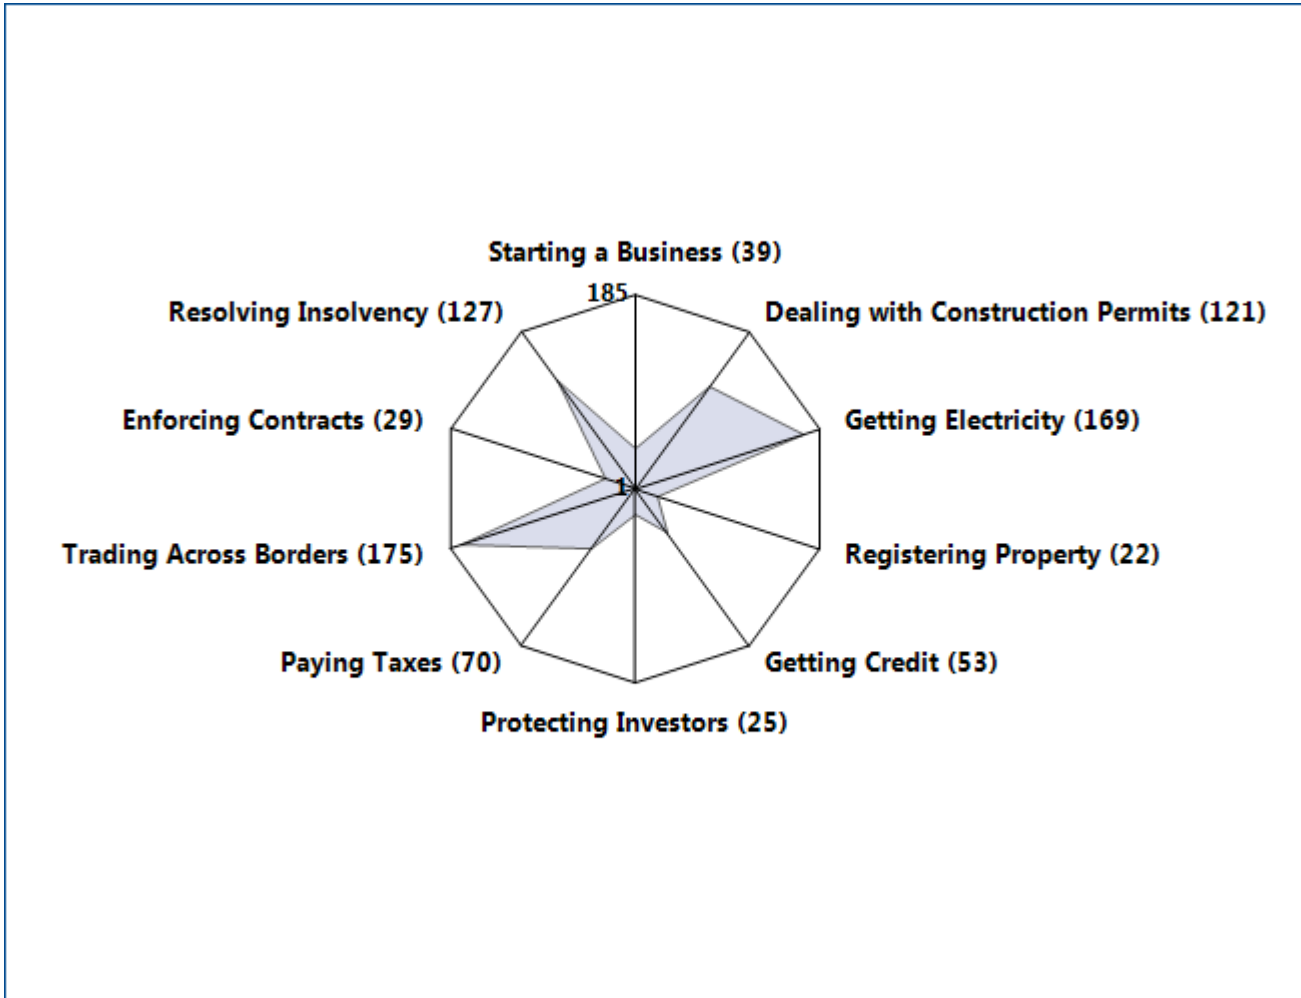 Starting a Business (39)
185
Resolving Insolvency (127)
Dealing with Construction Permits (121)
Enforcing Contracts (29)
Getting Electricity (169)
1
Trading Across Borders (175)
Registering Property (22)
Paying Taxes (70)
Getting Credit (53)
Protecting Investors (25)